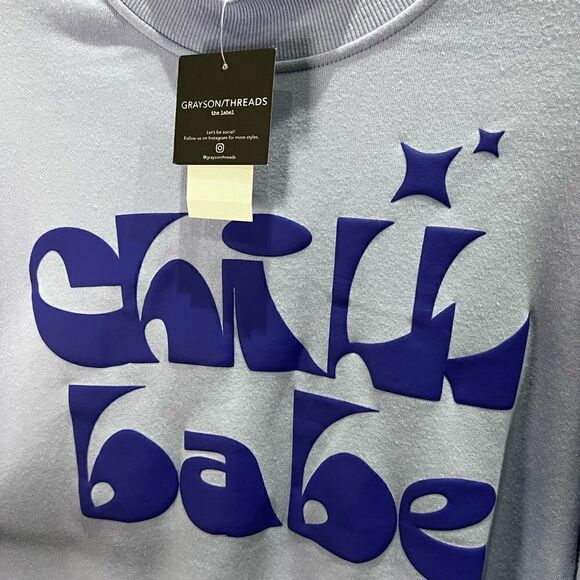 GRAYSON/THREADS
the label
Let's be social!
Follow us on Instagram for more styles.
@graysonthreads
chill
babe